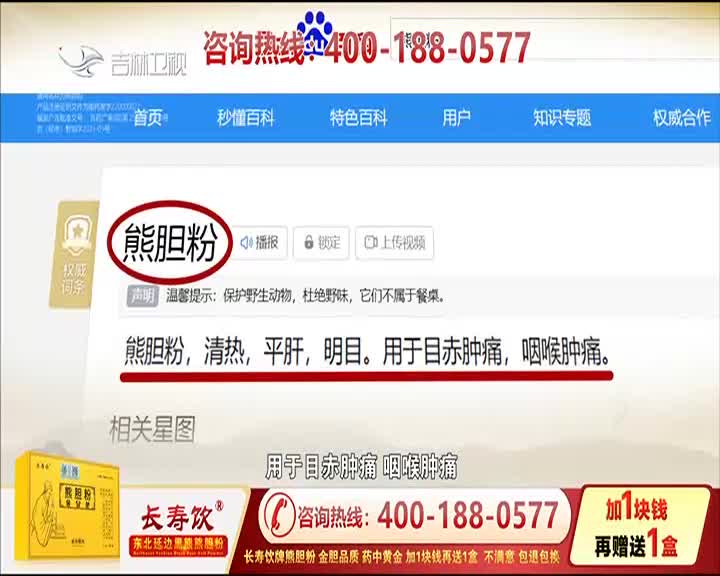 咨询热线：400-188-0577
吉林卫视
首页 秒懂百科 特色百科 用户 知识专题 权威合作
权威词条
熊胆粉 播报 锁定 上传视频
声明 温馨提示：保护野生动物，杜绝野味，它们不属于餐桌。
熊胆粉，清热，平肝，明目。用于目赤肿痛，咽喉肿痛。
相关星图
用于目赤肿痛 咽喉肿痛
熊胆粉
长寿饮®
东北延边黑熊熊胆粉
咨询热线：400-188-0577
长寿饮牌熊胆粉 金胆品质 药中黄金 加1块钱再送1盒 不满意 包退包换
加1块钱
再赠送1盒